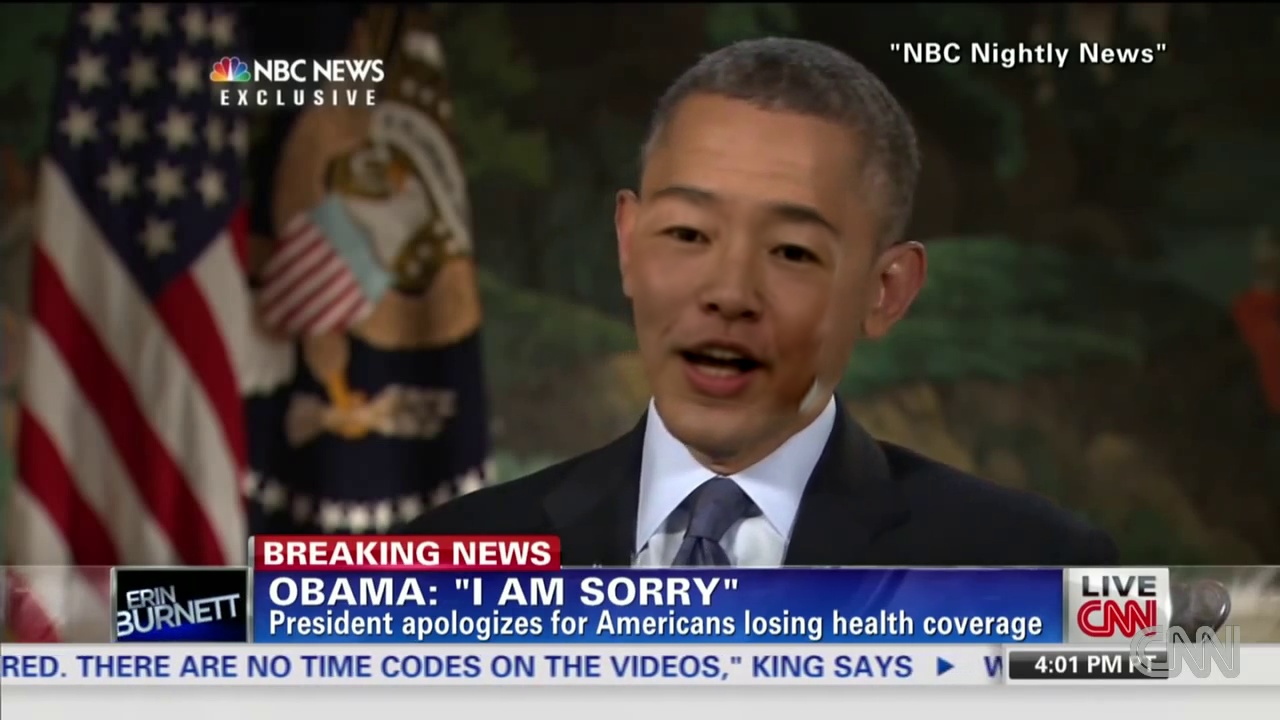 NBC NEWS
EXCLUSIVE
"NBC Nightly News"
BREAKING NEWS
ERIN
BURNETT
OBAMA: "I AM SORRY"
President apologizes for Americans losing health coverage
LIVE
CNN
RED. THERE ARE NO TIME CODES ON THE VIDEOS," KING SAYS
4:01 PM PT
CNN